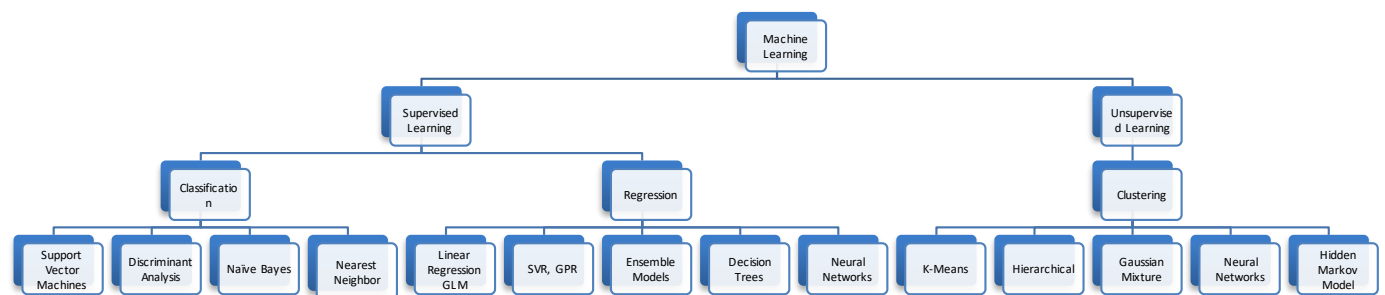 Machine
Learning
Supervised
Learning
Unsupervise
d Learning
Classificatio
n
Regression
Clustering
Support
Vector
Machines
Discriminant
Analysis
Naïve Bayes
Nearest
Neighbor
Linear
Regression
GLM
SVR, GPR
Ensemble
Models
Decision
Trees
Neural
Networks
K-Means
Hierarchical
Gaussian
Mixture
Neural
Networks
Hidden
Markov
Model